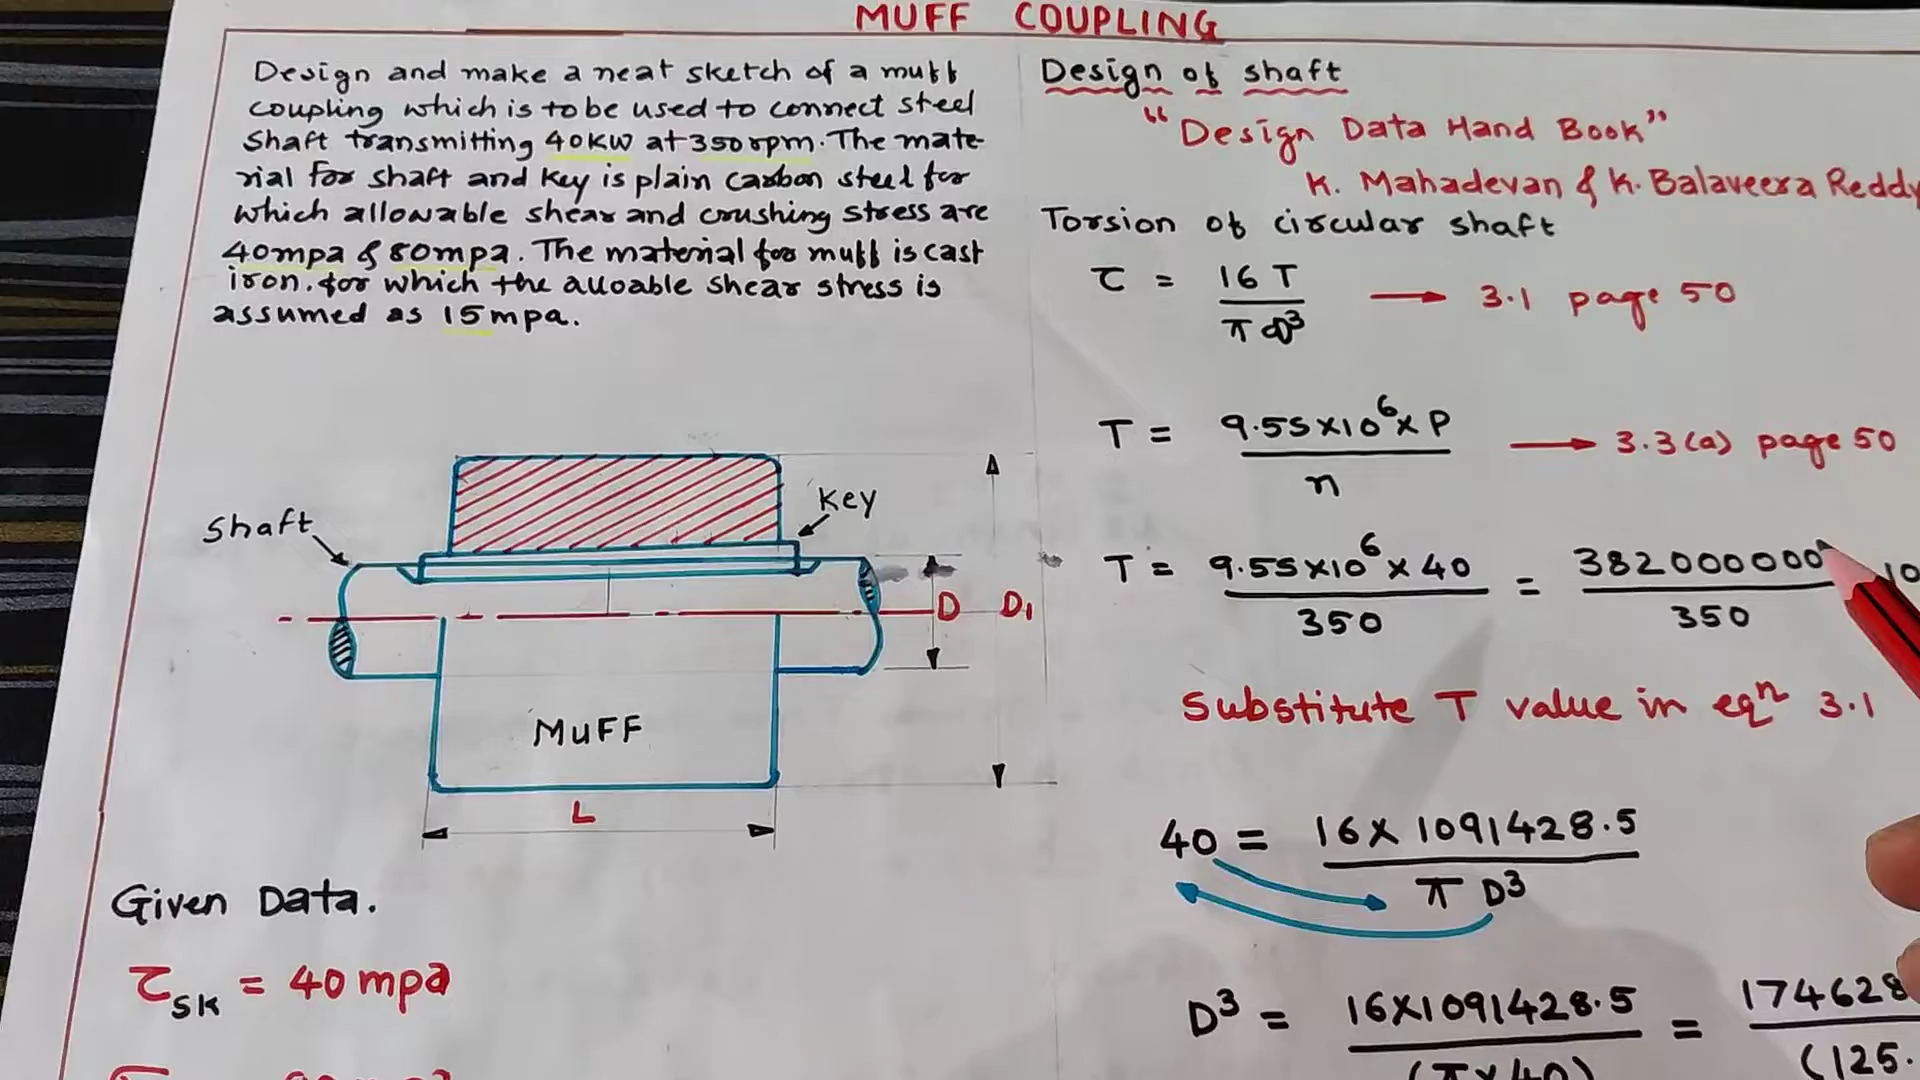 MUFF COUPLING
Design and make a neat sketch of a muff
coupling which is to be used to connect steel
shaft transmitting 40KW at 350rpm. The mate-
rial for shaft and key is plain carbon steel for
which allowable shear and crushing stress are
40mpa & 80mpa. The material for muff is cast
iron. for which the alloable shear stress is
assumed as 15mpa.
Shaft
Key
D
D₁
MUFF
L
Given Data.
τSK = 40 mpa
Design of shaft
"Design Data Hand Book"
K. Mahadevan & K. Balaveera Reddy
Torsion of circular shaft
τ = 16 T / π D³ → 3.1 page 50
T = 9.55×10⁶×P / n → 3.3(a) page 50
T = 9.55×10⁶×40 / 350 = 382000000 / 350
Substitute T value in eqⁿ 3.1
40 = 16× 1091428.5 / π D³
D³ = 16×1091428.5 / (π×40) =